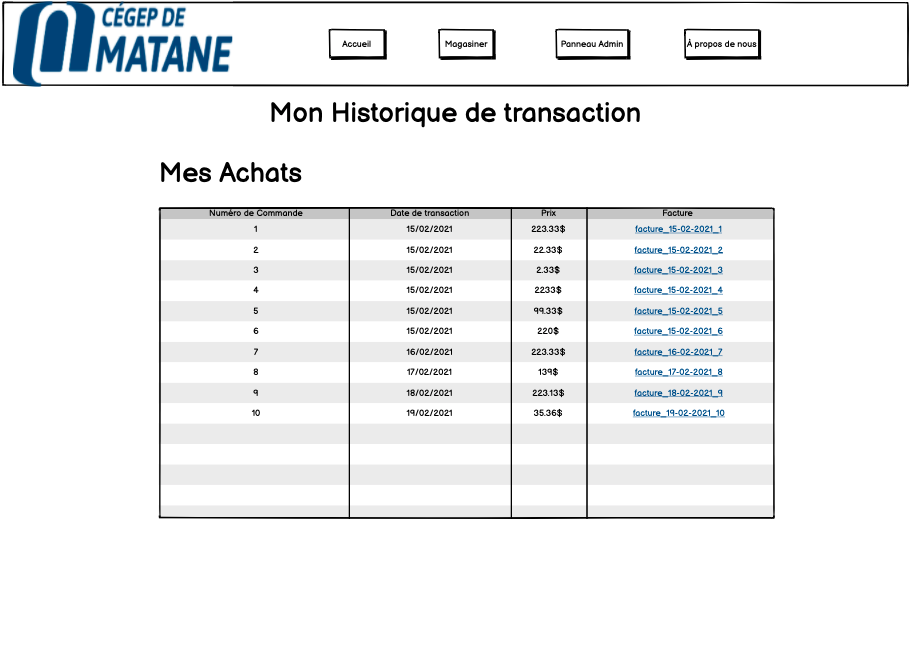 CÉGEP DE
MATANE
Accueil
Magasiner
Panneau Admin
À propos de nous
Mon Historique de transaction
Mes Achats
Numéro de Commande Date de transaction Prix Facture
1 15/02/2021 223.33$ facture_15-02-2021_1
2 15/02/2021 22.33$ facture_15-02-2021_2
3 15/02/2021 2.33$ facture_15-02-2021_3
4 15/02/2021 2233$ facture_15-02-2021_4
5 15/02/2021 99.33$ facture_15-02-2021_5
6 15/02/2021 220$ facture_15-02-2021_6
7 16/02/2021 223.33$ facture_16-02-2021_7
8 17/02/2021 139$ facture_17-02-2021_8
9 18/02/2021 223.13$ facture_18-02-2021_9
10 19/02/2021 35.36$ facture_19-02-2021_10